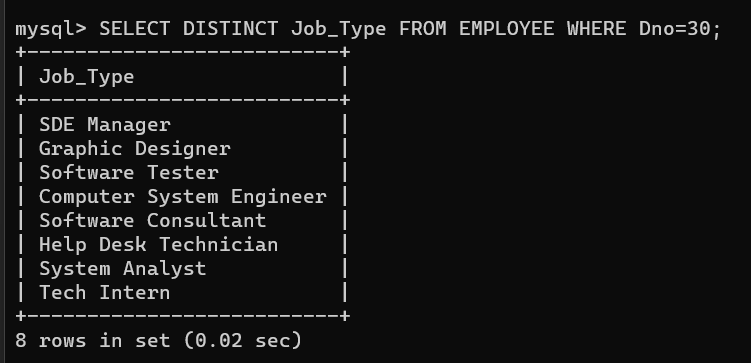 mysql> SELECT DISTINCT Job_Type FROM EMPLOYEE WHERE Dno=30;
+--------------------------+
| Job_Type                 |
+--------------------------+
| SDE Manager              |
| Graphic Designer         |
| Software Tester          |
| Computer System Engineer |
| Software Consultant      |
| Help Desk Technician     |
| System Analyst           |
| Tech Intern              |
+--------------------------+
8 rows in set (0.02 sec)